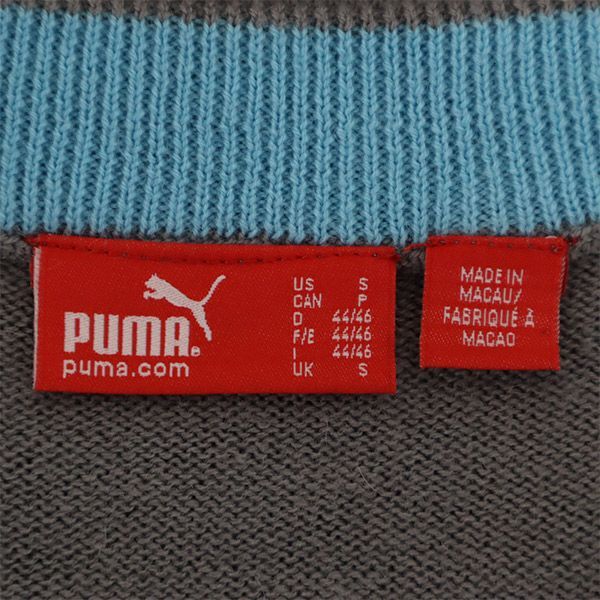 PUMA®
puma.com
US S
CAN P
D 44/46
F/E 44/46
I 44/46
UK S
MADE IN
MACAU/
FABRIQUÉ À
MACAO